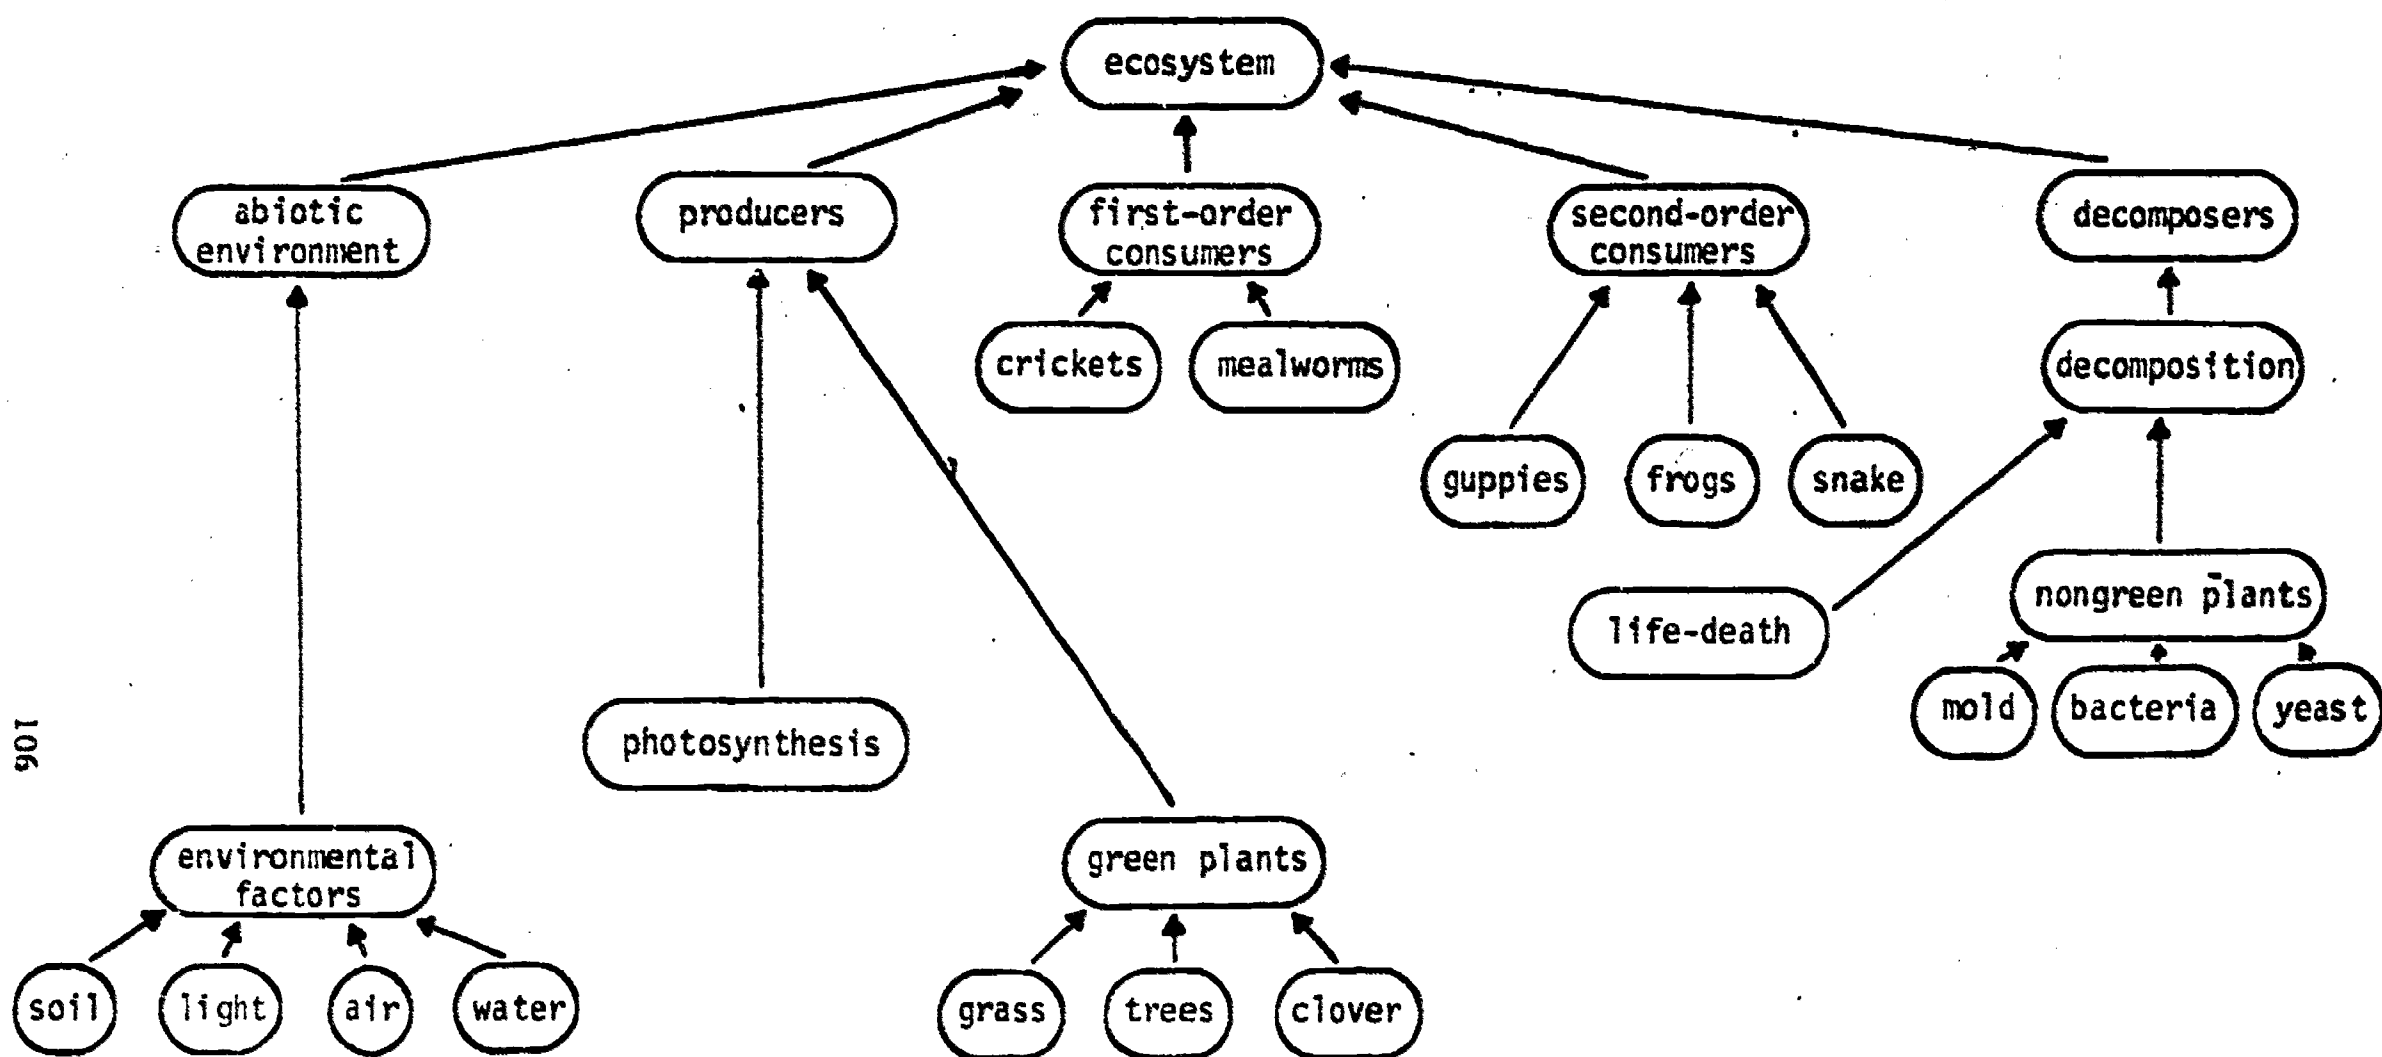 ecosystem
abiotic
environment
producers
first-order
consumers
second-order
consumers
decomposers
crickets
mealworms
decomposition
guppies
frogs
snake
life-death
nongreen plants
mold
bacteria
yeast
photosynthesis
106
environmental
factors
green plants
soil
light
air
water
grass
trees
clover